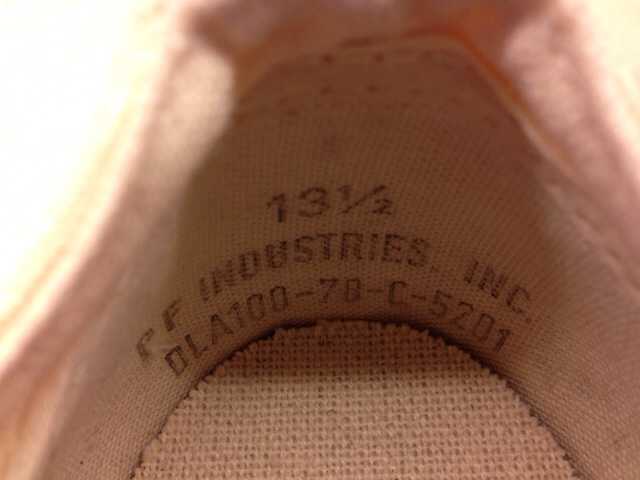 13½
P F INDUSTRIES, INC.
DLA100-78-C-5201